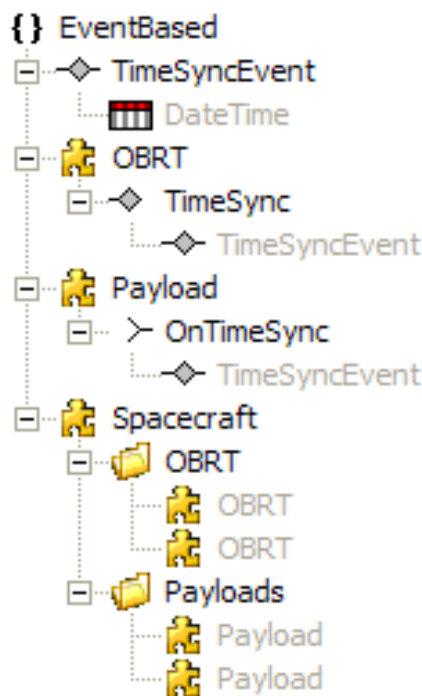 {} EventBased
TimeSyncEvent
DateTime
OBRT
TimeSync
TimeSyncEvent
Payload
OnTimeSync
TimeSyncEvent
Spacecraft
OBRT
OBRT
OBRT
Payloads
Payload
Payload